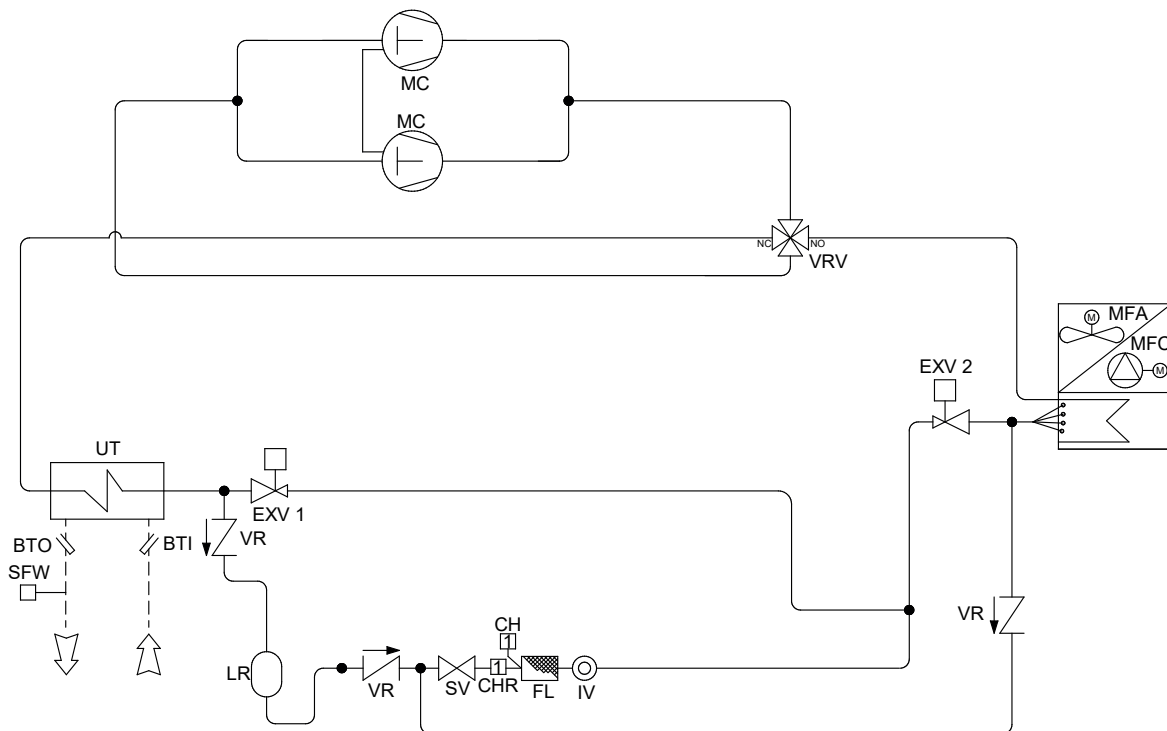 MC
MC
NC
NO
VRV
M
MFA
MFC
M
EXV 2
UT
EXV 1
BTO
BTI
VR
SFW
VR
CH
1
LR
1
VR
SV
CHR
FL
IV